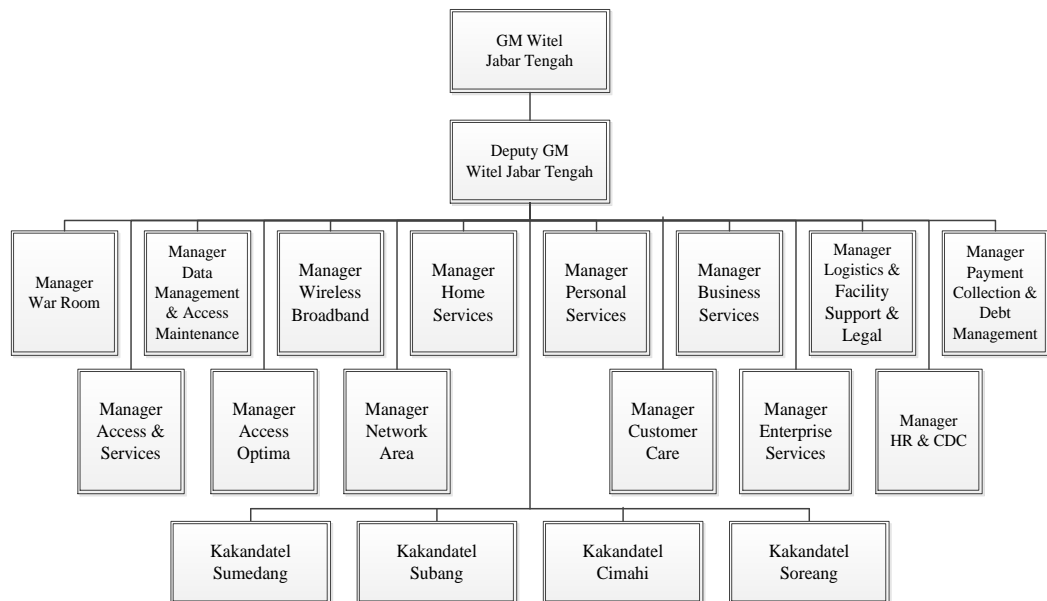 GM Witel
Jabar Tengah
Deputy GM
Witel Jabar Tengah
Manager
War Room
Manager
Data
Management
& Access
Maintenance
Manager
Wireless
Broadband
Manager
Home
Services
Manager
Personal
Services
Manager
Business
Services
Manager
Logistics &
Facility
Support &
Legal
Manager
Payment
Collection &
Debt
Management
Manager
Access &
Services
Manager
Access
Optima
Manager
Network
Area
Manager
Customer
Care
Manager
Enterprise
Services
Manager
HR & CDC
Kakandatel
Sumedang
Kakandatel
Subang
Kakandatel
Cimahi
Kakandatel
Soreang